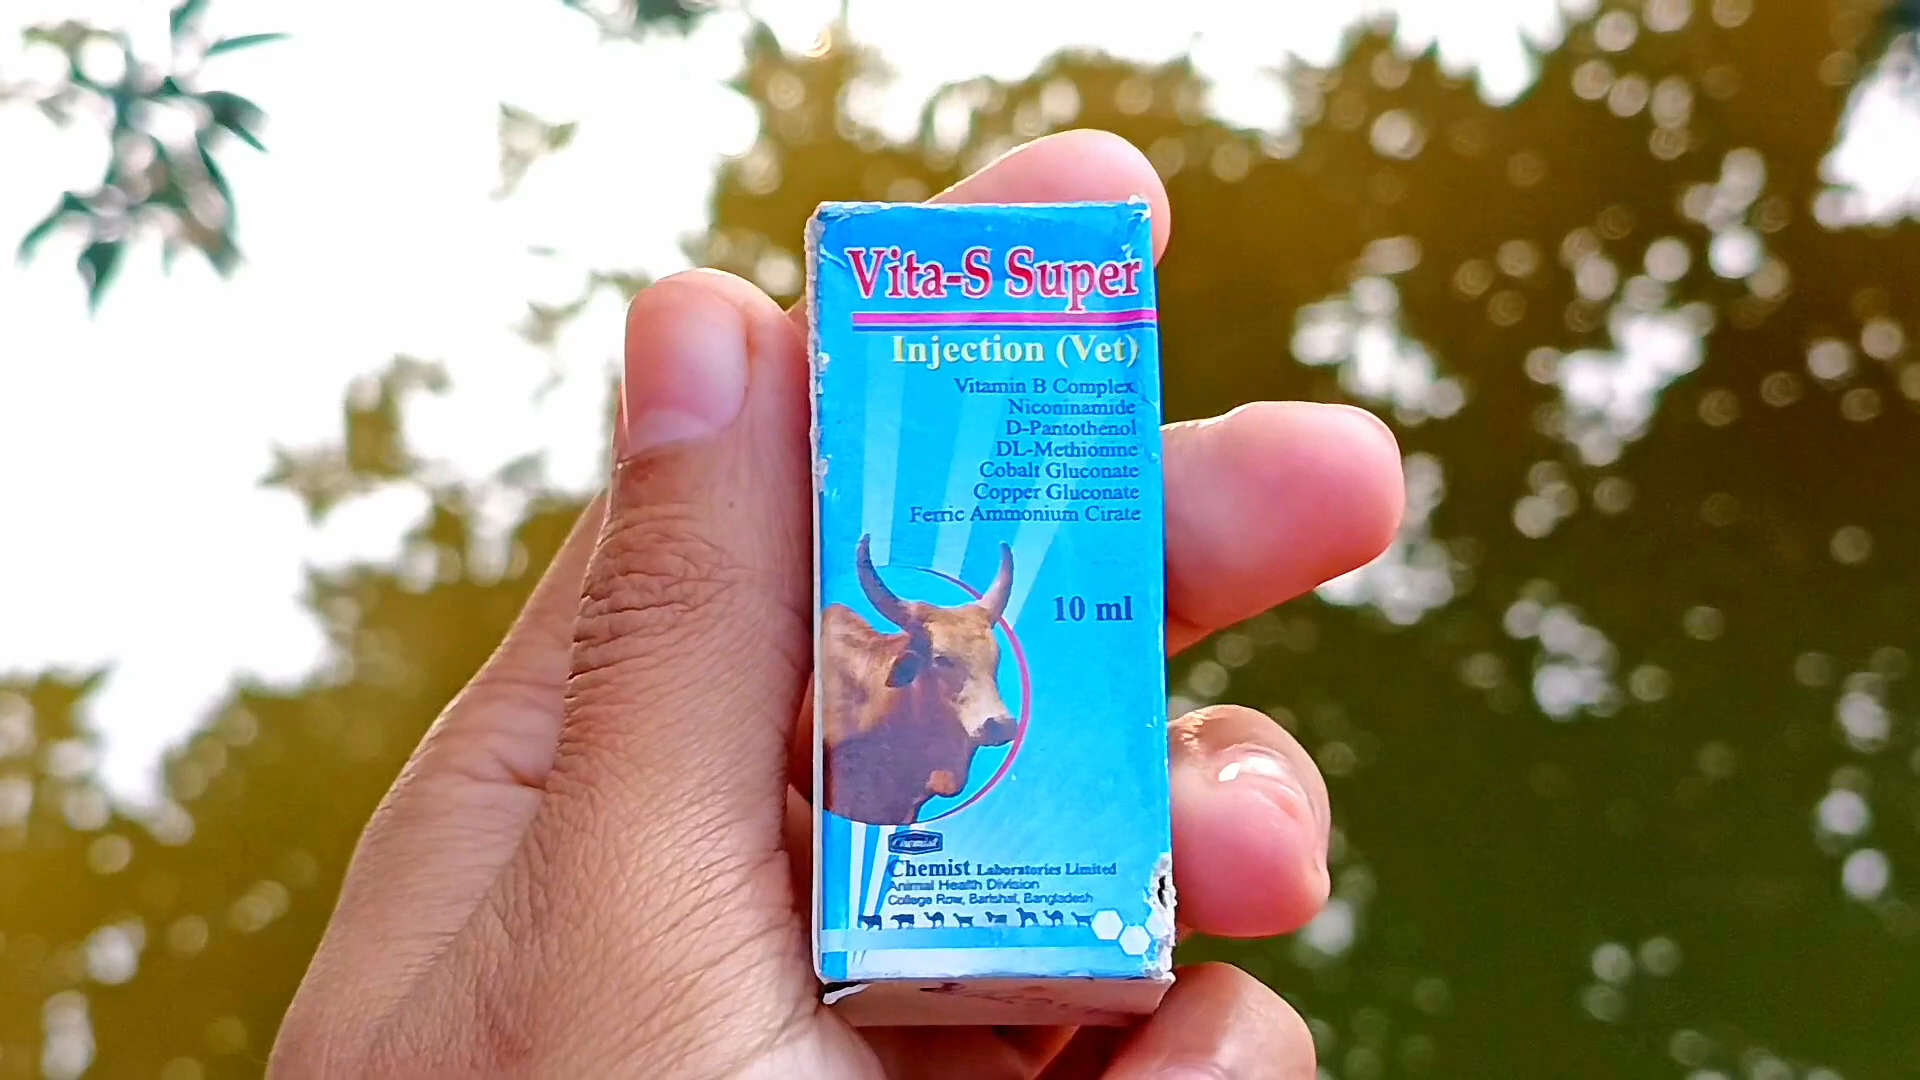 Vita-S Super
Injection (Vet)
Vitamin B Complex
Niconinamide
D-Pantothenol
DL-Methionine
Cobalt Gluconate
Copper Gluconate
Ferric Ammonium Cirate
10 ml
Chemist
Chemist Laboratories Limited
Animal Health Division
College Row, Barishal, Bangladesh